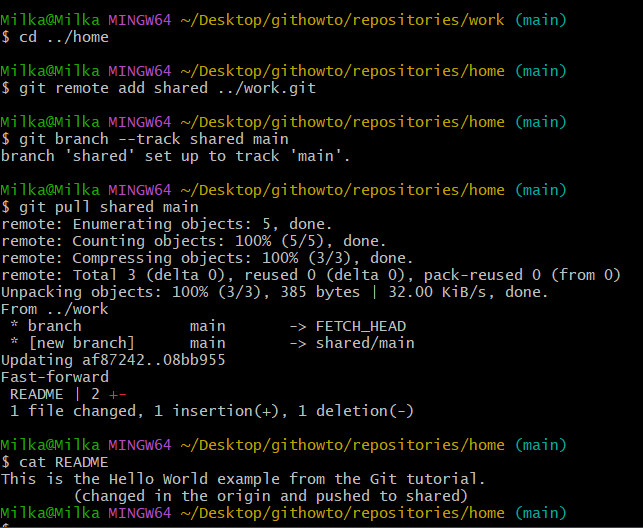 Milka@Milka MINGW64 ~/Desktop/githowto/repositories/work (main)
$ cd ../home
Milka@Milka MINGW64 ~/Desktop/githowto/repositories/home (main)
$ git remote add shared ../work.git
Milka@Milka MINGW64 ~/Desktop/githowto/repositories/home (main)
$ git branch --track shared main
branch 'shared' set up to track 'main'.
Milka@Milka MINGW64 ~/Desktop/githowto/repositories/home (main)
$ git pull shared main
remote: Enumerating objects: 5, done.
remote: Counting objects: 100% (5/5), done.
remote: Compressing objects: 100% (3/3), done.
remote: Total 3 (delta 0), reused 0 (delta 0), pack-reused 0 (from 0)
Unpacking objects: 100% (3/3), 385 bytes | 32.00 KiB/s, done.
From ../work
 * branch            main       -> FETCH_HEAD
 * [new branch]      main       -> shared/main
Updating af87242..08bb955
Fast-forward
 README | 2 +-
 1 file changed, 1 insertion(+), 1 deletion(-)
Milka@Milka MINGW64 ~/Desktop/githowto/repositories/home (main)
$ cat README
This is the Hello World example from the Git tutorial.
        (changed in the origin and pushed to shared)
Milka@Milka MINGW64 ~/Desktop/githowto/repositories/home (main)
$